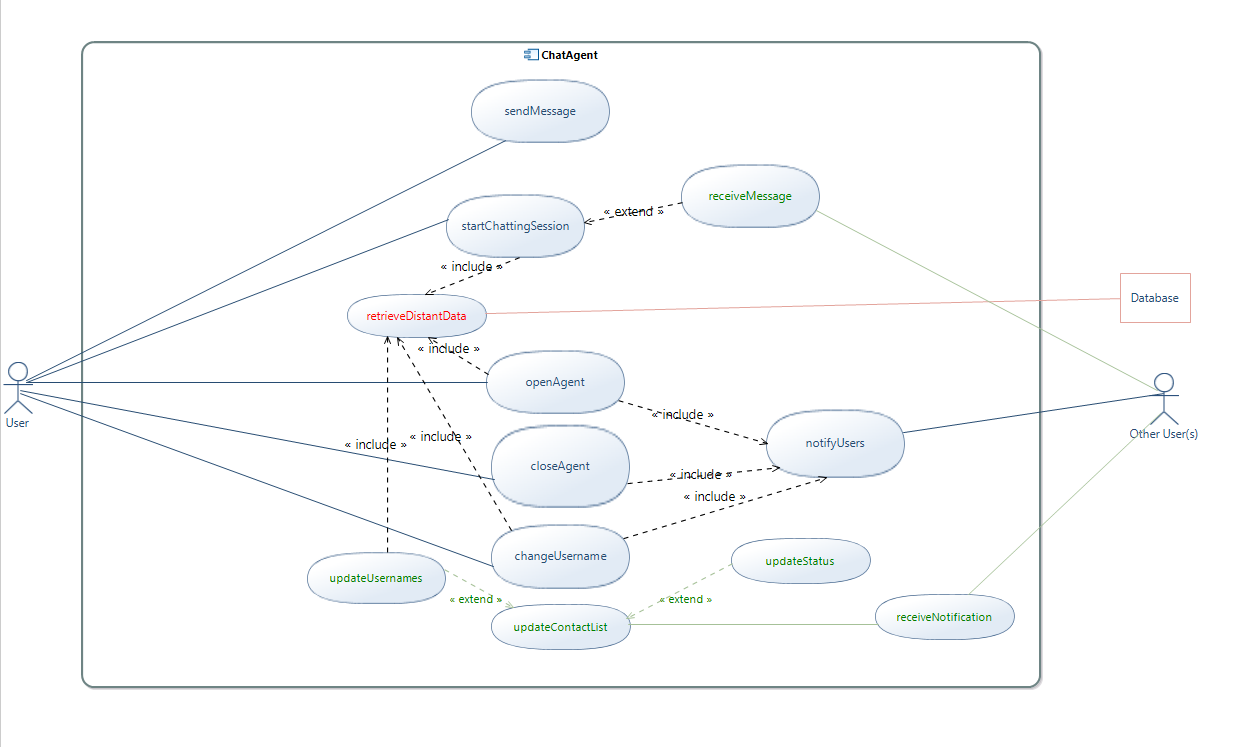 ChatAgent
sendMessage
receiveMessage
« extend »
startChattingSession
« include »
Database
retrieveDistantData
« include »
openAgent
« include »
User
Other User(s)
« include »
« include »
notifyUsers
closeAgent
« include »
« include »
changeUsername
updateStatus
updateUsernames
« extend »
« extend »
receiveNotification
updateContactList